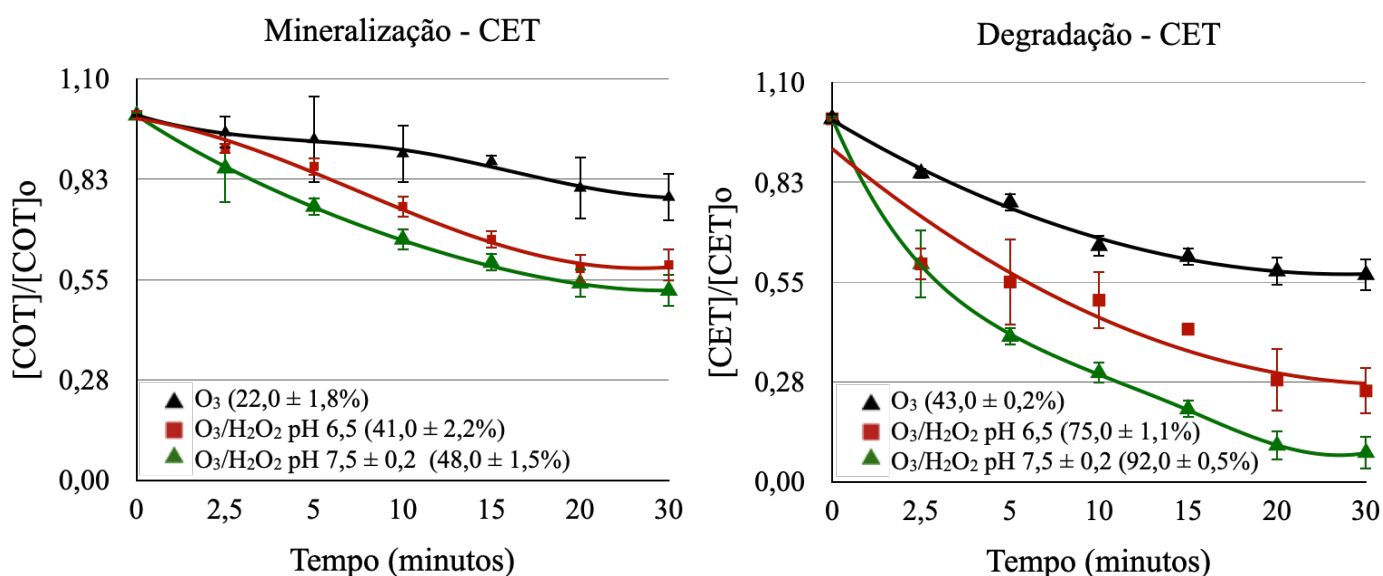 Mineralização - CET
1,10
0,83
0,55
0,28
0,00
[COT]/[COT]o
▲ O₃ (22,0 ± 1,8%)
■ O₃/H₂O₂ pH 6,5 (41,0 ± 2,2%)
▲ O₃/H₂O₂ pH 7,5 ± 0,2 (48,0 ± 1,5%)
0 2,5 5 10 15 20 30
Tempo (minutos)
Degradação - CET
1,10
0,83
0,55
0,28
0,00
[CET]/[CET]o
▲ O₃ (43,0 ± 0,2%)
■ O₃/H₂O₂ pH 6,5 (75,0 ± 1,1%)
▲ O₃/H₂O₂ pH 7,5 ± 0,2 (92,0 ± 0,5%)
0 2,5 5 10 15 20 30
Tempo (minutos)